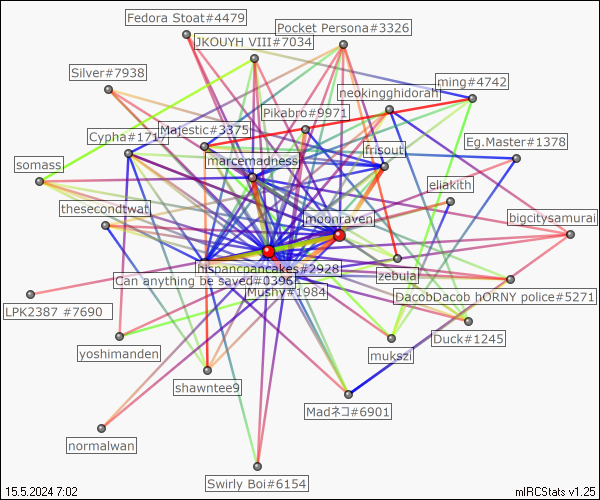 Fedora Stoat#4479
Pocket Persona#3326
JKOUYH VIII#7034
Silver#7938
ming#4742
neokingghidorah
Pikabro#9971
Majestic#3375
Cypha#1717
Eg.Master#1378
frisout
marcemadness
somass
eliakith
thesecondtwat
moonraven
bigcitysamurai
hispancpancakes#2928
zebula
Can anything be saved#0396
Mushy#1984
DacobDacob hORNY police#5271
LPK2387 #7690
Duck#1245
yoshimanden
mukszi
shawntee9
Madネコ#6901
normalwan
Swirly Boi#6154
15.5.2024 7:02
mIRCStats v1.25